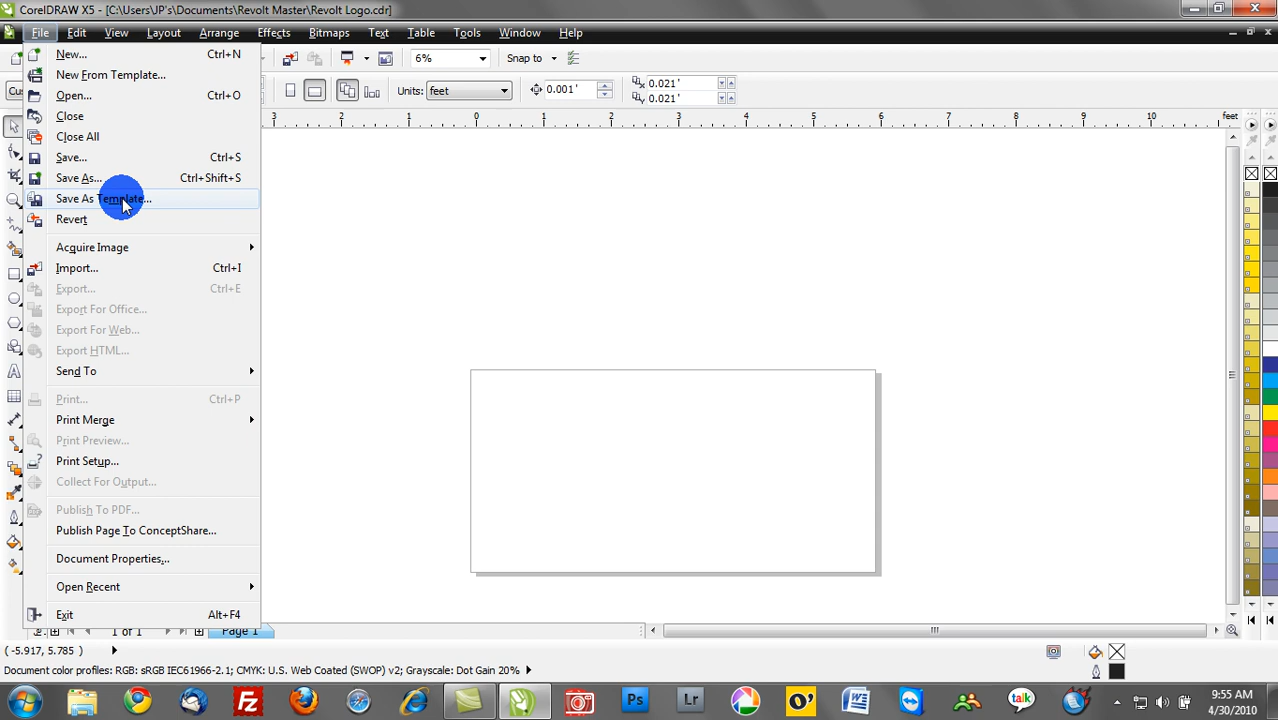 CorelDRAW X5 - [C:\Users\JP's\Documents\Revolt Master\Revolt Logo.cdr]
File Edit View Layout Arrange Effects Bitmaps Text Table Tools Window Help
6% Snap to
Units: feet 0.001' 0.021' 0.021'
3 0 1 2 3 4 5 6 7 8 9 10 feet
New... Ctrl+N
New From Template...
Open... Ctrl+O
Close
Close All
Save... Ctrl+S
Save As... Ctrl+Shift+S
Save As Template...
Revert
Acquire Image
Import... Ctrl+I
Export... Ctrl+E
Export For Office...
Export For Web...
Export HTML...
Send To
Print... Ctrl+P
Print Merge
Print Preview...
Print Setup...
Collect For Output...
Publish To PDF...
Publish Page To ConceptShare...
Document Properties...
Open Recent
Exit Alt+F4
1 of 1 Page 1
( -5.917, 5.785 )
Document color profiles: RGB: sRGB IEC61966-2.1; CMYK: U.S. Web Coated (SWOP) v2; Grayscale: Dot Gain 20%
Fz Ps Lr O' W talk
9:55 AM
4/30/2010